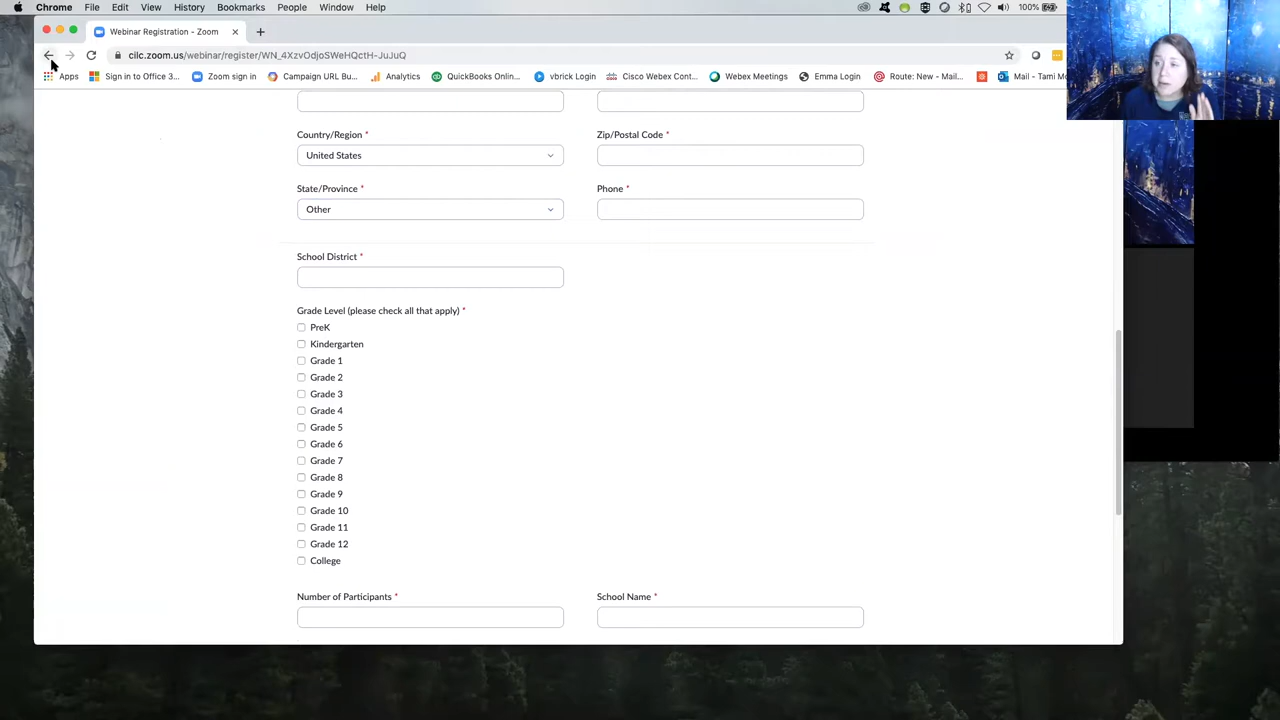 Chrome File Edit View History Bookmarks People Window Help 100%
Webinar Registration - Zoom
cilc.zoom.us/webinar/register/WN_4XzvOdjoSWeHQctH-JuJuQ
Apps Sign in to Office 3... Zoom sign in Campaign URL Bu... Analytics QuickBooks Onlin... vbrick Login Cisco Webex Cont... Webex Meetings Emma Login Route: New - Mail... Mail - Tami M
Country/Region * Zip/Postal Code *
United States
State/Province * Phone *
Other
School District *
Grade Level (please check all that apply) *
PreK
Kindergarten
Grade 1
Grade 2
Grade 3
Grade 4
Grade 5
Grade 6
Grade 7
Grade 8
Grade 9
Grade 10
Grade 11
Grade 12
College
Number of Participants * School Name *